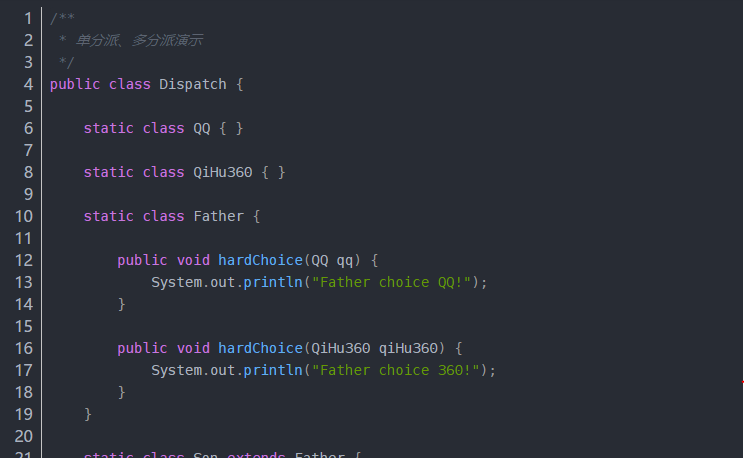 1 /**
2  * 单分派、多分派演示
3  */
4 public class Dispatch {
5
6     static class QQ { }
7
8     static class QiHu360 { }
9
10     static class Father {
11
12         public void hardChoice(QQ qq) {
13             System.out.println("Father choice QQ!");
14         }
15
16         public void hardChoice(QiHu360 qiHu360) {
17             System.out.println("Father choice 360!");
18         }
19     }
20
21     static class Son extends Father {